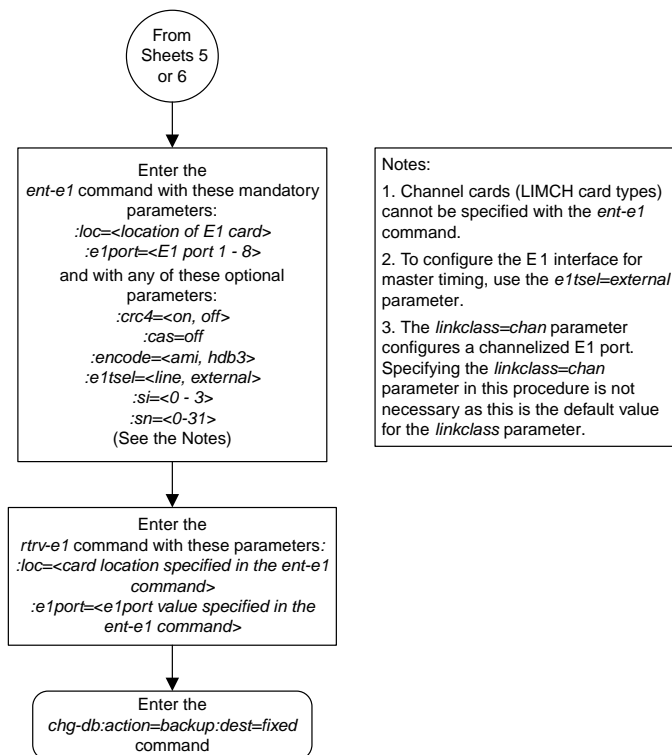 From
Sheets 5
or 6
Enter the
ent-e1 command with these mandatory
parameters:
:loc=<location of E1 card>
:e1port=<E1 port 1 - 8>
and with any of these optional
parameters:
:crc4=<on, off>
:cas=off
:encode=<ami, hdb3>
:e1tsel=<line, external>
:si=<0 - 3>
:sn=<0-31>
(See the Notes)
Notes:
1. Channel cards (LIMCH card types)
cannot be specified with the ent-e1
command.
2. To configure the E1 interface for
master timing, use the e1tsel=external
parameter.
3. The linkclass=chan parameter
configures a channelized E1 port.
Specifying the linkclass=chan
parameter in this procedure is not
necessary as this is the default value
for the linkclass parameter.
Enter the
rtrv-e1 command with these parameters:
:loc=<card location specified in the ent-e1
command>
:e1port=<e1port value specified in the
ent-e1 command>
Enter the
chg-db:action=backup:dest=fixed
command